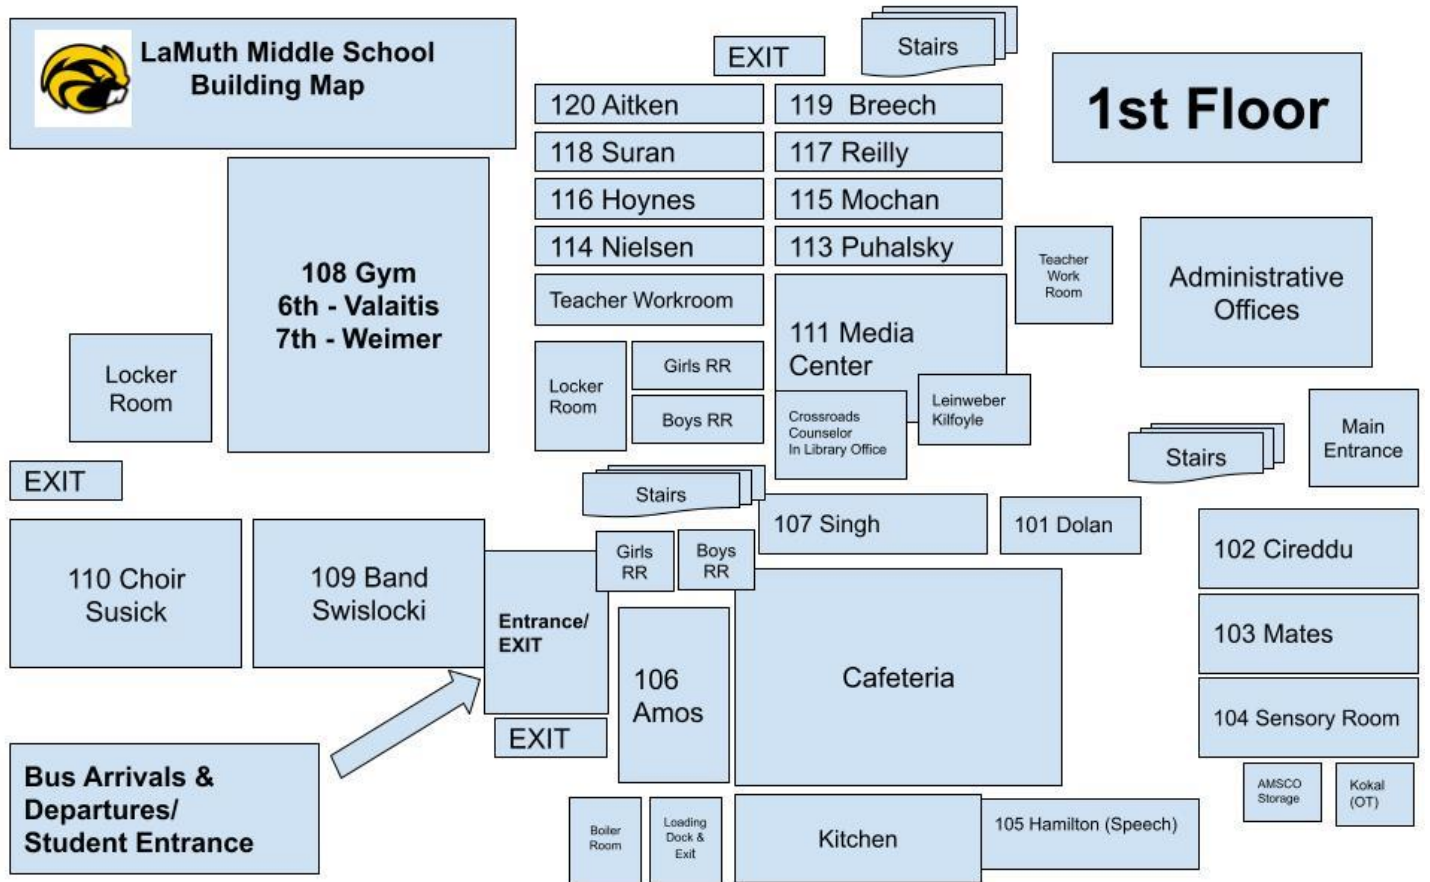 LaMuth Middle School
Building Map
EXIT
Stairs
1st Floor
120 Aitken
119 Breech
118 Suran
117 Reilly
116 Hoynes
115 Mochan
114 Nielsen
113 Puhalsky
108 Gym
6th - Valaitis
7th - Weimer
Teacher Workroom
111 Media
Center
Teacher
Work
Room
Administrative
Offices
Locker
Room
Locker
Room
Girls RR
Boys RR
Crossroads
Counselor
In Library Office
Leinweber
Kilfoyle
Stairs
Main
Entrance
EXIT
Stairs
107 Singh
101 Dolan
102 Cireddu
110 Choir
Susick
109 Band
Swislocki
Entrance/
EXIT
Girls
RR
Boys
RR
103 Mates
106
Amos
Cafeteria
104 Sensory Room
EXIT
Bus Arrivals &
Departures/
Student Entrance
AMSCO
Storage
Kokal
(OT)
Boiler
Room
Loading
Dock &
Exit
Kitchen
105 Hamilton (Speech)